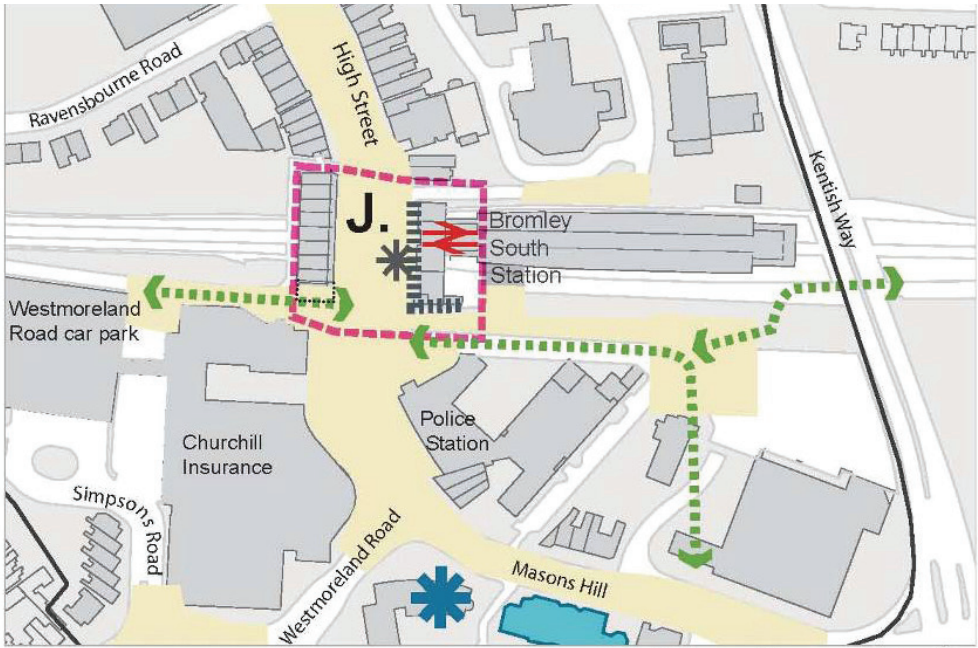 Ravensbourne Road
High Street
Kentish Way
J.
Bromley
South
Station
Westmoreland
Road car park
Police
Station
Churchill
Insurance
Simpsons
Road
Westmoreland Road
Masons Hill